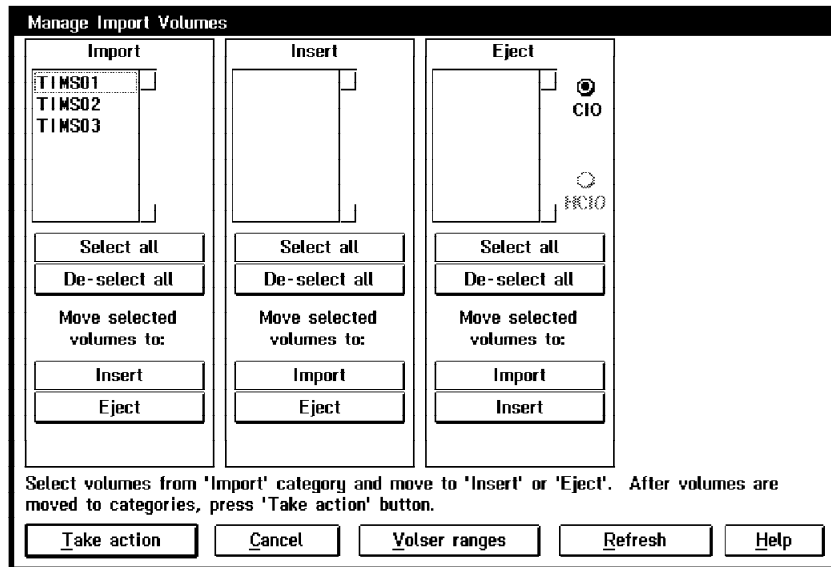 Manage Import Volumes
Import
TIMS01
TIMS02
TIMS03
Select all
De-select all
Move selected
volumes to:
Insert
Eject
Insert
Select all
De-select all
Move selected
volumes to:
Import
Eject
Eject
CIO
HCIO
Select all
De-select all
Move selected
volumes to:
Import
Insert
Select volumes from 'Import' category and move to 'Insert' or 'Eject'. After volumes are
moved to categories, press 'Take action' button.
Take action
Cancel
Volser ranges
Refresh
Help